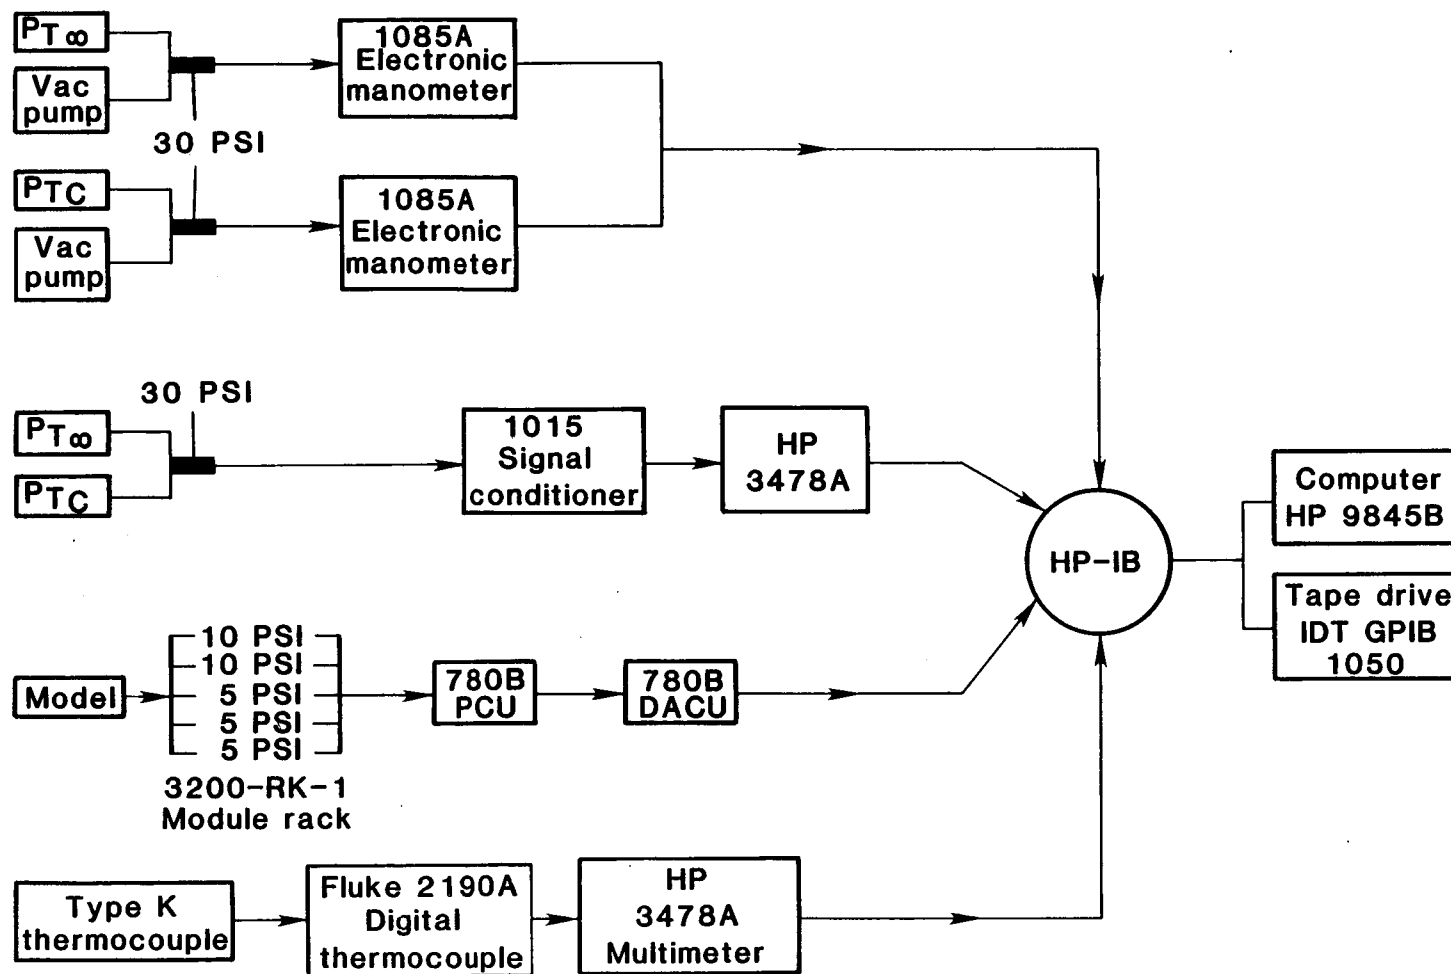 PT∞
Vac
pump
30 PSI
PTC
Vac
pump
1085A
Electronic
manometer
1085A
Electronic
manometer
30 PSI
PT∞
PTC
1015
Signal
conditioner
HP
3478A
Model
10 PSI
10 PSI
5 PSI
5 PSI
5 PSI
3200-RK-1
Module rack
780B
PCU
780B
DACU
Type K
thermocouple
Fluke 2190A
Digital
thermocouple
HP
3478A
Multimeter
HP-IB
Computer
HP 9845B
Tape drive
IDT GPIB
1050